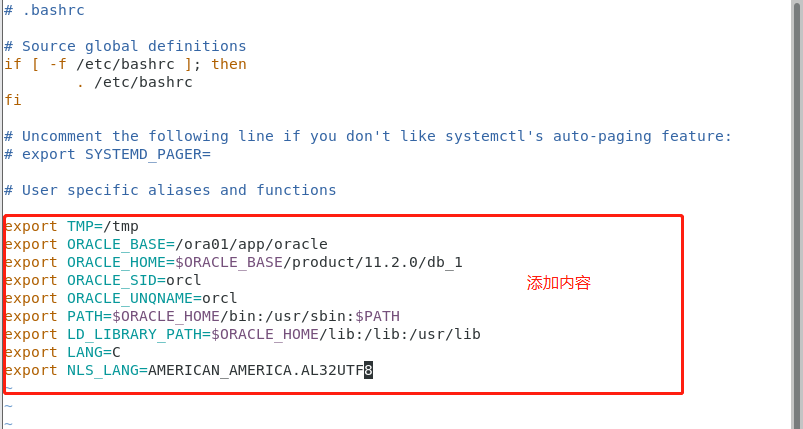 # .bashrc
# Source global definitions
if [ -f /etc/bashrc ]; then
        . /etc/bashrc
fi
# Uncomment the following line if you don't like systemctl's auto-paging feature:
# export SYSTEMD_PAGER=
# User specific aliases and functions
export TMP=/tmp
export ORACLE_BASE=/ora01/app/oracle
export ORACLE_HOME=$ORACLE_BASE/product/11.2.0/db_1
export ORACLE_SID=orcl
添加内容
export ORACLE_UNQNAME=orcl
export PATH=$ORACLE_HOME/bin:/usr/sbin:$PATH
export LD_LIBRARY_PATH=$ORACLE_HOME/lib:/lib:/usr/lib
export LANG=C
export NLS_LANG=AMERICAN_AMERICA.AL32UTF8
~
~
~